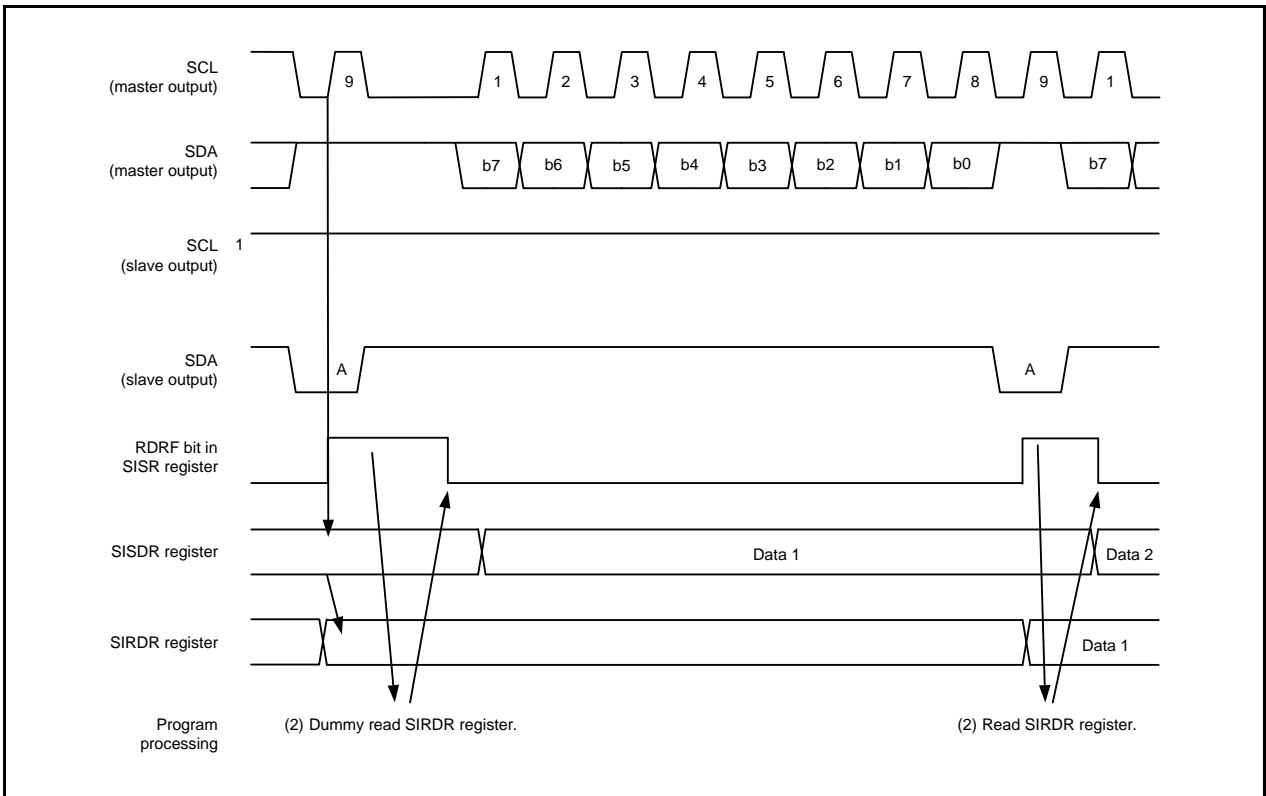 SCL
(master output)
9 1 2 3 4 5 6 7 8 9 1
SDA
(master output)
b7 b6 b5 b4 b3 b2 b1 b0 b7
SCL 1
(slave output)
SDA
(slave output)
A A
RDRF bit in
SISR register
SISDR register
Data 1 Data 2
SIRDR register
Data 1
Program
processing
(2) Dummy read SIRDR register. (2) Read SIRDR register.